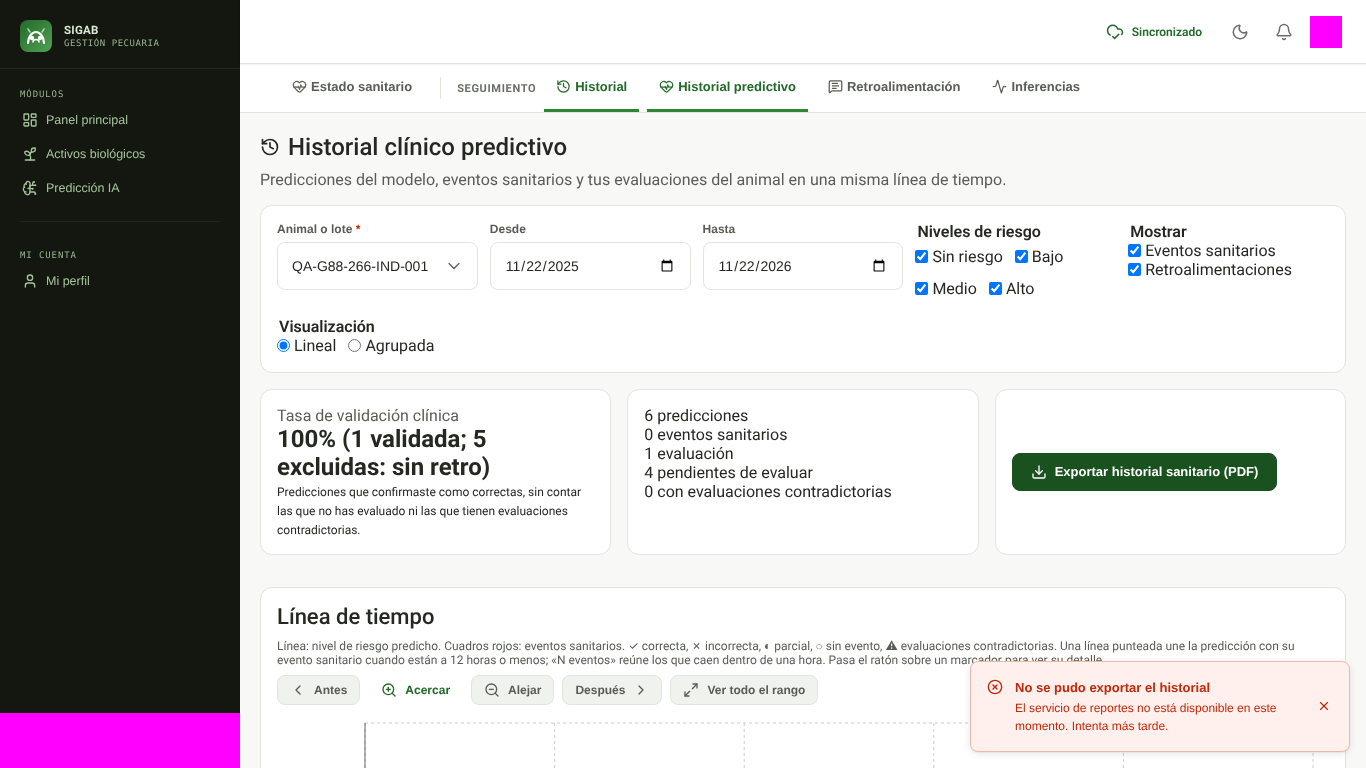 SIGAB
GESTIÓN PECUARIA
MÓDULOS
Panel principal
Activos biológicos
Predicción IA
MI CUENTA
Mi perfil
Sincronizado
Estado sanitario
SEGUIMIENTO
Historial
Historial predictivo
Retroalimentación
Inferencias
Historial clínico predictivo
Predicciones del modelo, eventos sanitarios y tus evaluaciones del animal en una misma línea de tiempo.
Animal o lote *
QA-G88-266-IND-001
Desde
11/22/2025
Hasta
11/22/2026
Niveles de riesgo
Sin riesgo Bajo
Medio Alto
Mostrar
Eventos sanitarios
Retroalimentaciones
Visualización
Lineal Agrupada
Tasa de validación clínica
100% (1 validada; 5
excluidas: sin retro)
Predicciones que confirmaste como correctas, sin contar
las que no has evaluado ni las que tienen evaluaciones
contradictorias.
6 predicciones
0 eventos sanitarios
1 evaluación
4 pendientes de evaluar
0 con evaluaciones contradictorias
Exportar historial sanitario (PDF)
Línea de tiempo
Línea: nivel de riesgo predicho. Cuadros rojos: eventos sanitarios. ✓ correcta, × incorrecta, ◐ parcial, ○ sin evento, ⚠ evaluaciones contradictorias. Una línea punteada une la predicción con su
evento sanitario cuando están a 12 horas o menos; «N eventos» reúne los que caen dentro de una hora. Pasa el ratón sobre un marcador para ver su detalle.
Antes
Acercar
Alejar
Después
Ver todo el rango
No se pudo exportar el historial
El servicio de reportes no está disponible en este
momento. Intenta más tarde.